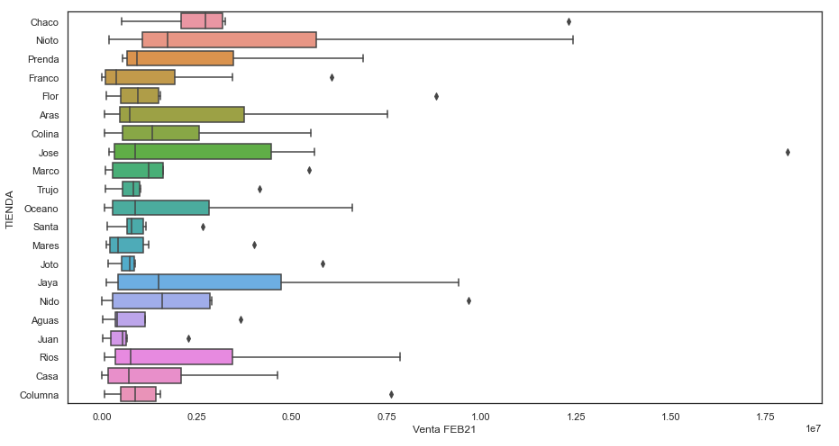 Chaco
Nioto
Prenda
Franco
Flor
Aras
Colina
Jose
Marco
Trujo
Oceano
Santa
Mares
Joto
Jaya
Nido
Aguas
Juan
Rios
Casa
Columna
TIENDA
0.00 0.25 0.50 0.75 1.00 1.25 1.50 1.75
1e7
Venta FEB21